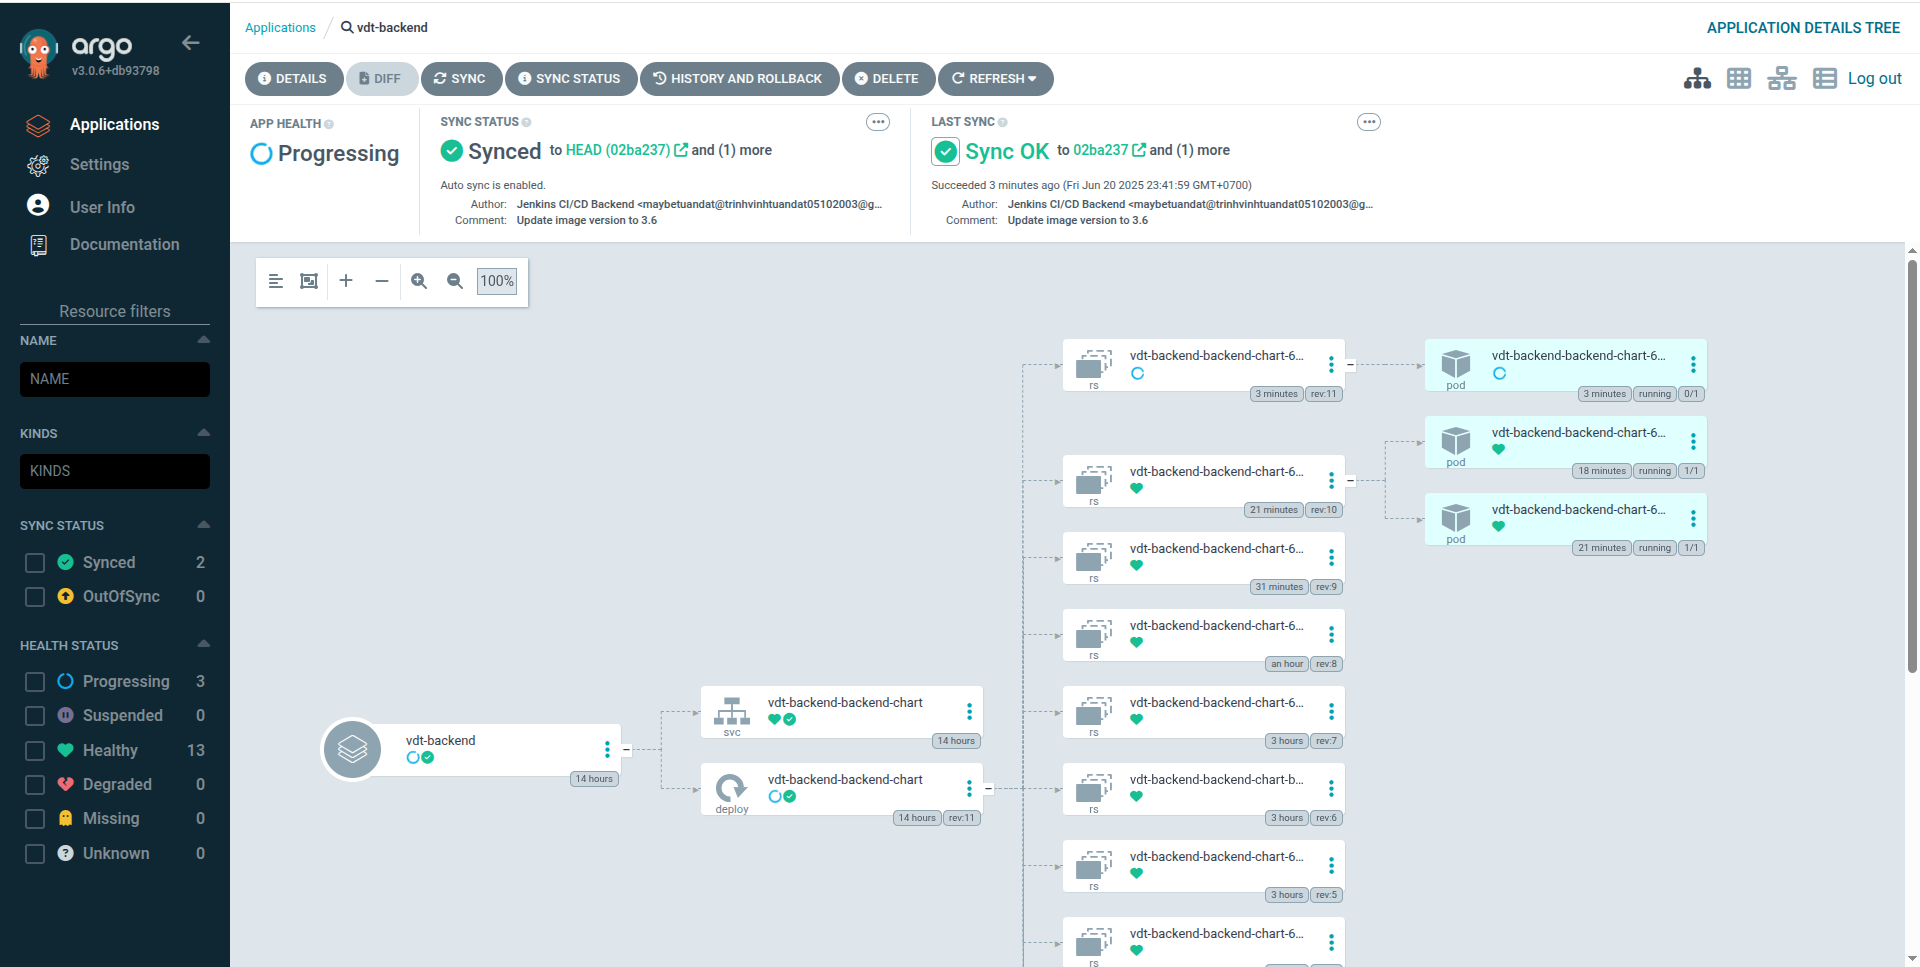 argo
v3.0.6+db93798
Applications
Settings
User Info
Documentation
Resource filters
NAME
NAME
KINDS
KINDS
SYNC STATUS
Synced 2
OutOfSync 0
HEALTH STATUS
Progressing 3
Suspended 0
Healthy 13
Degraded 0
Missing 0
Unknown 0
Applications / vdt-backend
APPLICATION DETAILS TREE
DETAILS DIFF SYNC SYNC STATUS HISTORY AND ROLLBACK DELETE REFRESH
Log out
APP HEALTH
Progressing
SYNC STATUS
Synced to HEAD (02ba237) and (1) more
Auto sync is enabled.
Author: Jenkins CI/CD Backend <maybetuandat@trinhvinhtuandat05102003@g...
Comment: Update image version to 3.6
LAST SYNC
Sync OK to 02ba237 and (1) more
Succeeded 3 minutes ago (Fri Jun 20 2025 23:41:59 GMT+0700)
Author: Jenkins CI/CD Backend <maybetuandat@trinhvinhtuandat05102003@g...
Comment: Update image version to 3.6
100%
vdt-backend
14 hours
vdt-backend-backend-chart
svc
14 hours
vdt-backend-backend-chart
deploy
14 hours rev:11
vdt-backend-backend-chart-6...
rs
3 minutes rev:11
vdt-backend-backend-chart-6...
rs
21 minutes rev:10
vdt-backend-backend-chart-6...
rs
31 minutes rev:9
vdt-backend-backend-chart-6...
rs
an hour rev:8
vdt-backend-backend-chart-6...
rs
3 hours rev:7
vdt-backend-backend-chart-b...
rs
3 hours rev:6
vdt-backend-backend-chart-6...
rs
3 hours rev:5
vdt-backend-backend-chart-6...
rs
vdt-backend-backend-chart-6...
pod
3 minutes running 0/1
vdt-backend-backend-chart-6...
pod
18 minutes running 1/1
vdt-backend-backend-chart-6...
pod
21 minutes running 1/1